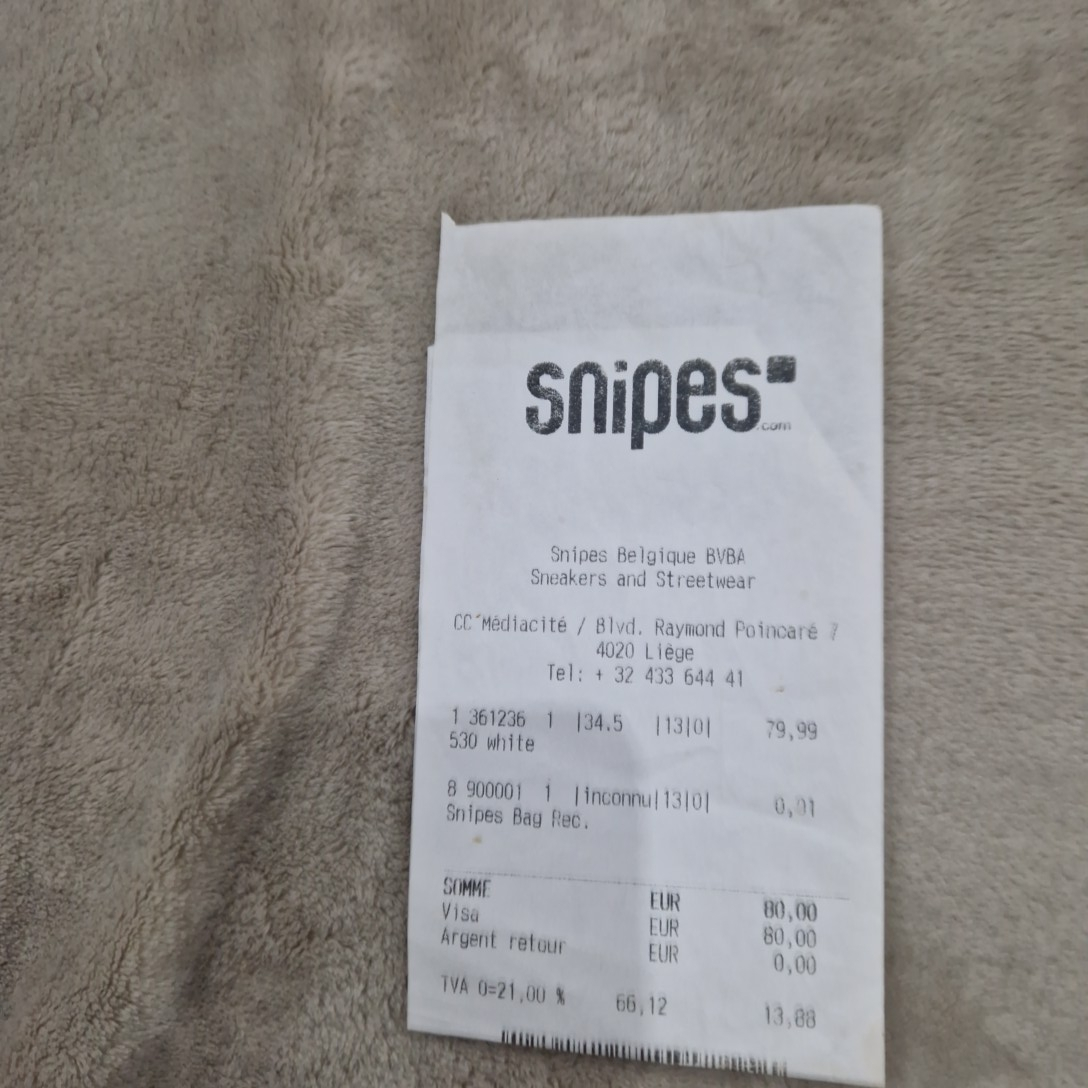 snipes
.com
Snipes Belgique BVBA
Sneakers and Streetwear
CC´Médiacité / Blvd. Raymond Poincaré 7
4020 Liège
Tel: + 32 433 644 41
1 361236 1 |34.5 |13|0| 79,99
530 white
8 900001 1 |inconnu|13|0| 0,01
Snipes Bag Rec.
SOMME EUR 80,00
Visa EUR 80,00
Argent retour EUR 0,00
TVA 0=21,00 % 66,12 13,88